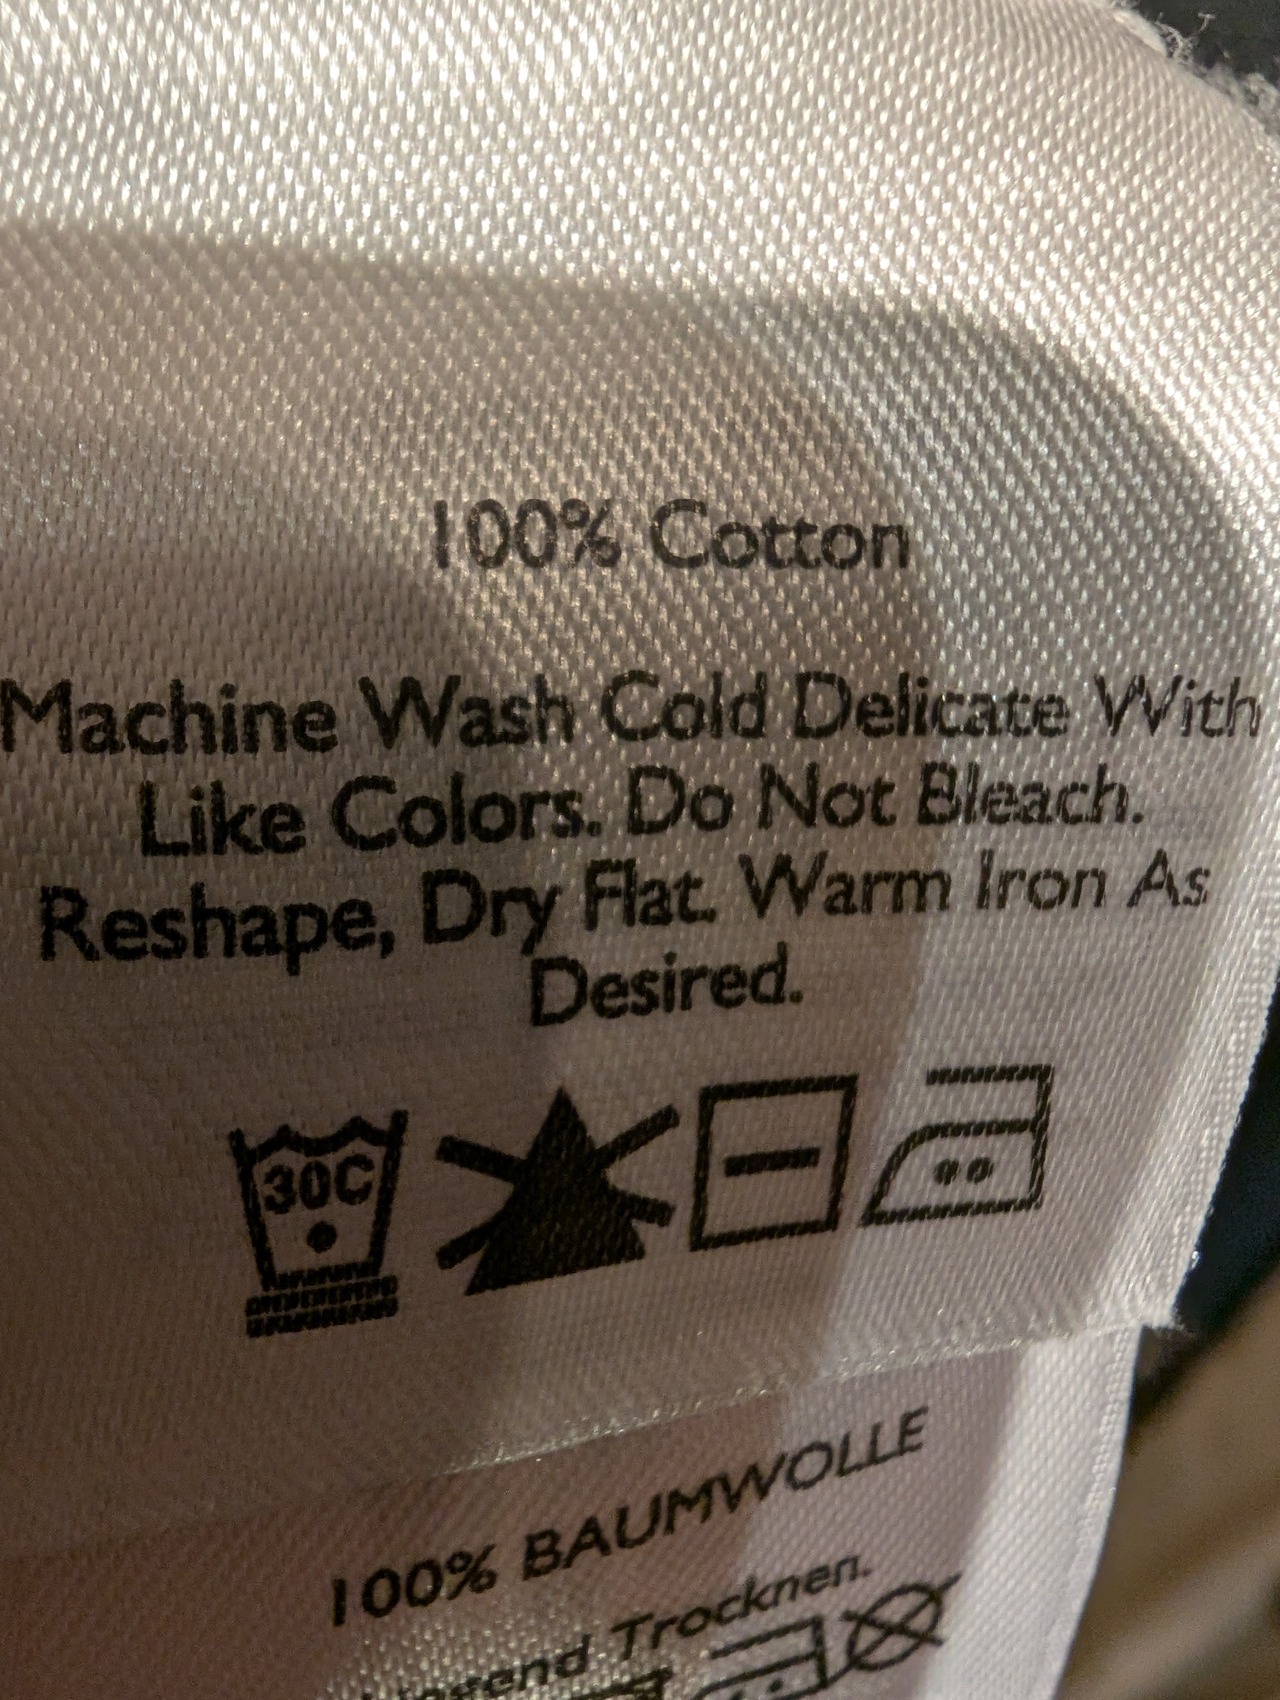 100% Cotton
Machine Wash Cold Delicate With
Like Colors. Do Not Bleach.
Reshape, Dry Flat. Warm Iron As
Desired.
30C
100% BAUMWOLLE
Trocknen.